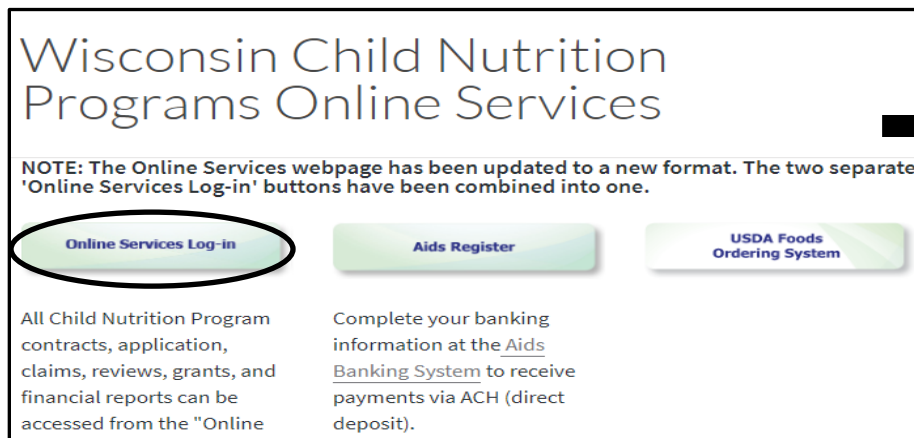 Wisconsin Child Nutrition
Programs Online Services
NOTE: The Online Services webpage has been updated to a new format. The two separate
'Online Services Log-in' buttons have been combined into one.
Online Services Log-in
Aids Register
USDA Foods
Ordering System
All Child Nutrition Program
contracts, application,
claims, reviews, grants, and
financial reports can be
accessed from the "Online
Complete your banking
information at the Aids
Banking System to receive
payments via ACH (direct
deposit).